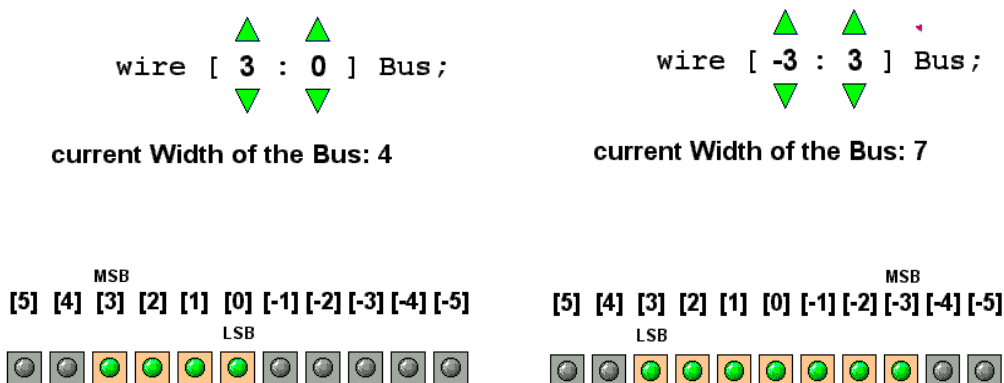 wire [ 3 : 0 ] Bus;
current Width of the Bus: 4
MSB
[5] [4] [3] [2] [1] [0] [-1] [-2] [-3] [-4] [-5]
LSB
wire [ -3 : 3 ] Bus;
current Width of the Bus: 7
MSB
[5] [4] [3] [2] [1] [0] [-1] [-2] [-3] [-4] [-5]
LSB